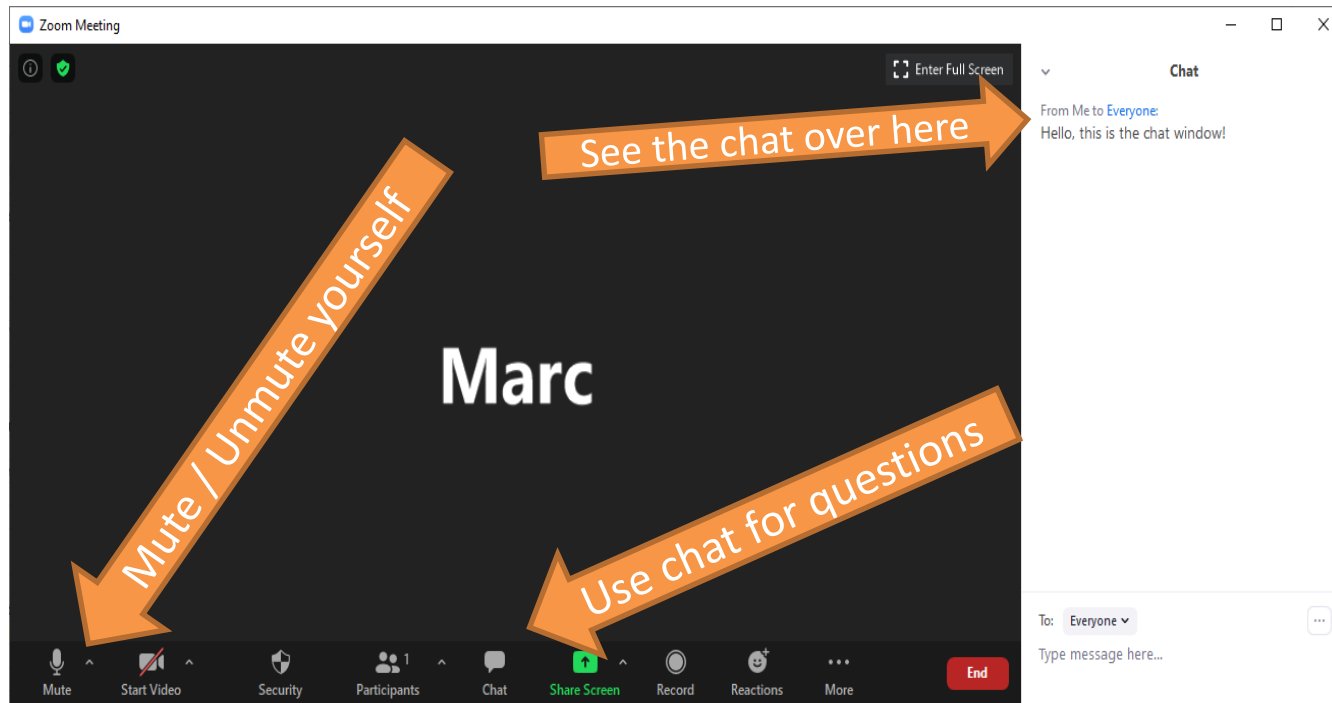 Zoom Meeting
Enter Full Screen
Chat
From Me to Everyone:
Hello, this is the chat window!
See the chat over here
Mute / Unmute yourself
Marc
Use chat for questions
To: Everyone
Type message here...
1
Mute
Start Video
Security
Participants
Chat
Share Screen
Record
Reactions
More
End